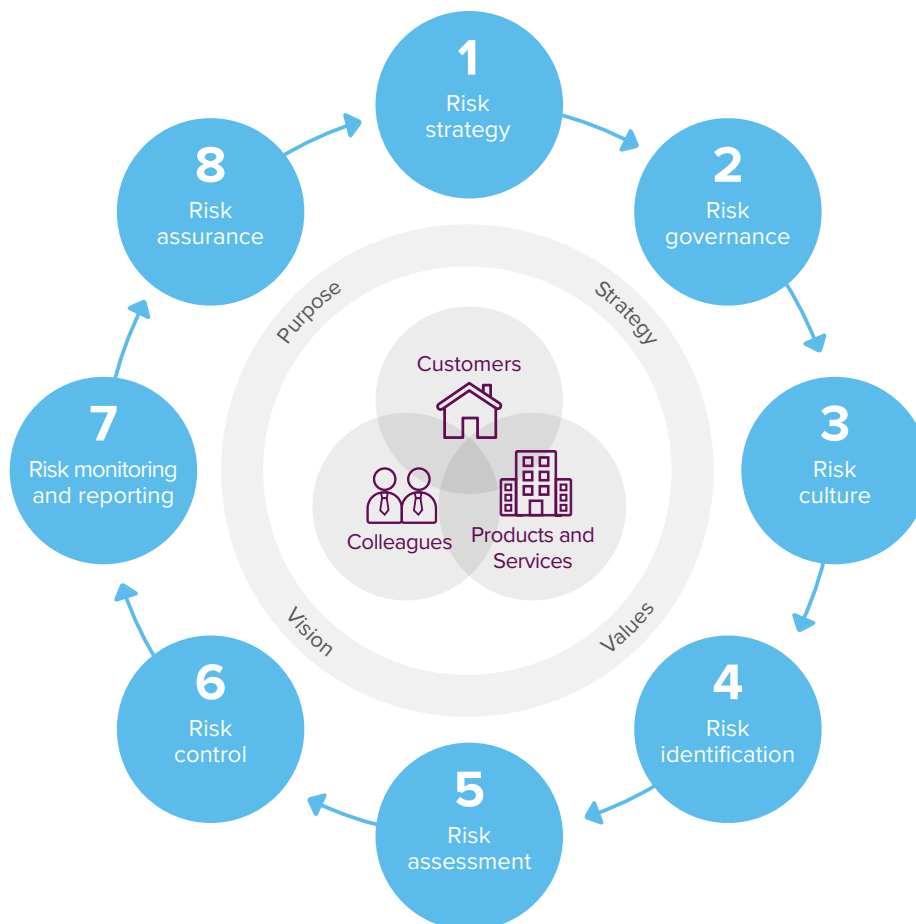 1
Risk
strategy
2
Risk
governance
3
Risk
culture
4
Risk
identification
5
Risk
assessment
6
Risk
control
7
Risk monitoring
and reporting
8
Risk
assurance
Purpose
Strategy
Values
Vision
Customers
Colleagues
Products and
Services